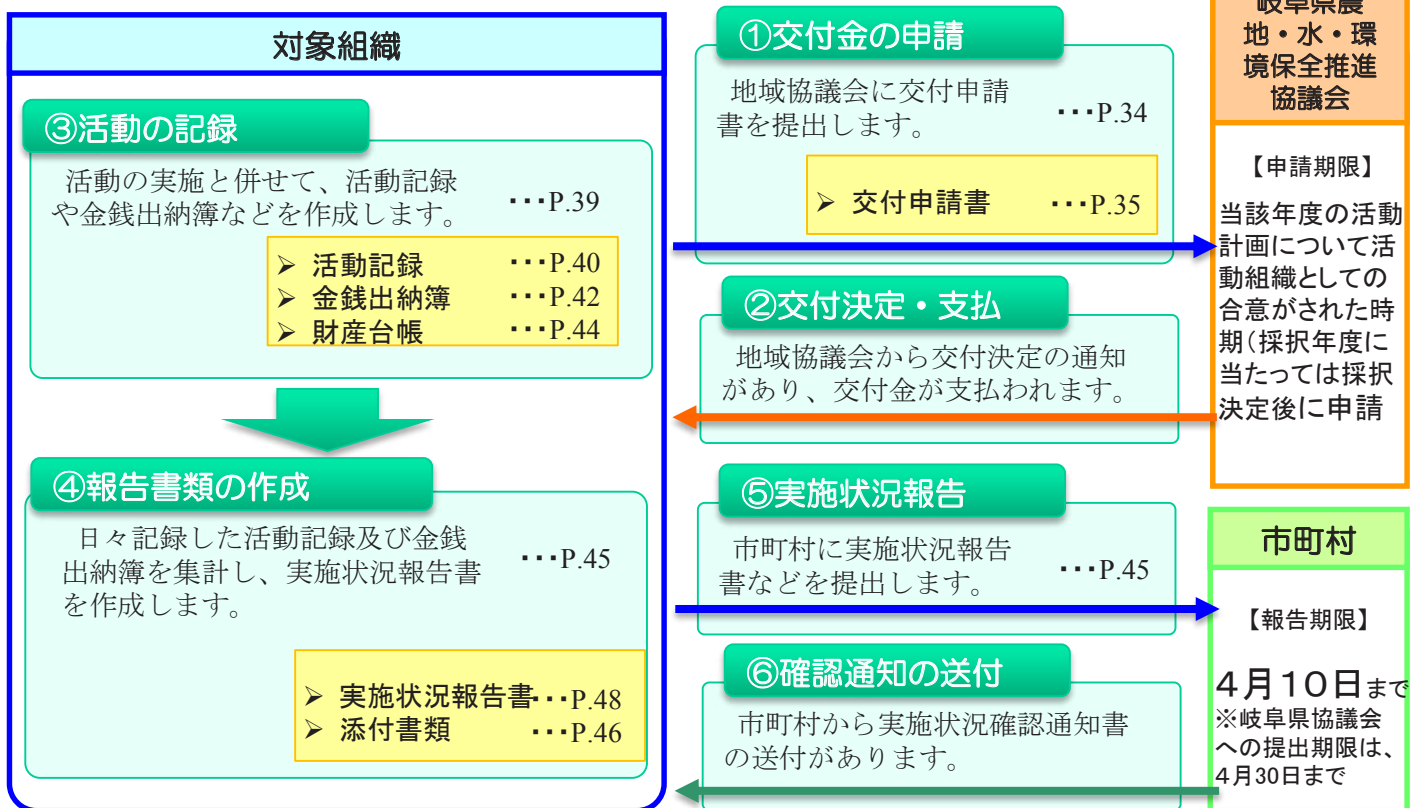 対象組織
③活動の記録
活動の実施と併せて、活動記録
や金銭出納簿などを作成します。
･･･P.39
➢ 活動記録 ･･･P.40
➢ 金銭出納簿 ･･･P.42
➢ 財産台帳 ･･･P.44
④報告書類の作成
日々記録した活動記録及び金銭
出納簿を集計し、実施状況報告書
を作成します。
･･･P.45
➢ 実施状況報告書･･･P.48
➢ 添付書類 ･･･P.46
①交付金の申請
地域協議会に交付申請
書を提出します。
･･･P.34
➢ 交付申請書 ･･･P.35
②交付決定・支払
地域協議会から交付決定の通知
があり、交付金が支払われます。
⑤実施状況報告
市町村に実施状況報告
書などを提出します。
･･･P.45
⑥確認通知の送付
市町村から実施状況確認通知書
の送付があります。
岐阜県農
地・水・環
境保全推進
協議会
【申請期限】
当該年度の活動
計画について活
動組織としての
合意がされた時
期（採択年度に
当たっては採択
決定後に申請
市町村
【報告期限】
４月１０日まで
※岐阜県協議会
への提出期限は、
４月30日まで